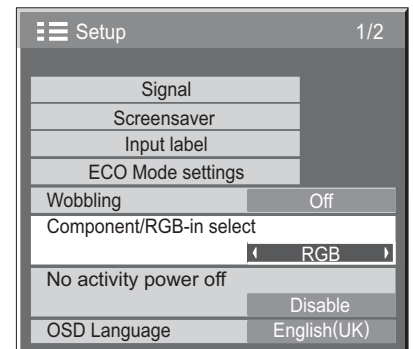 Setup 1/2
Signal
Screensaver
Input label
ECO Mode settings
Wobbling Off
Component/RGB-in select
RGB
No activity power off
Disable
OSD Language English(UK)